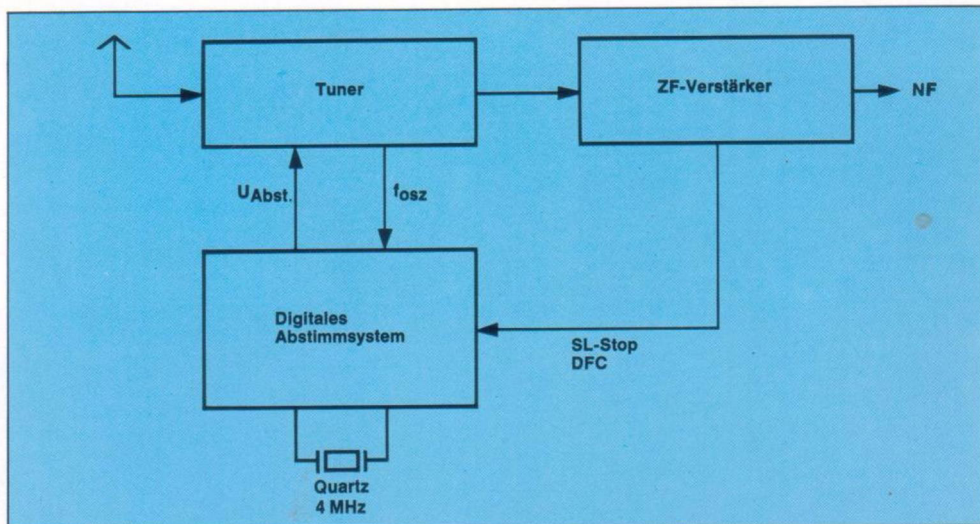 Tuner
ZF-Verstärker
NF
UAbst.
fosz
Digitales
Abstimmsystem
SL-Stop
DFC
Quartz
4 MHz